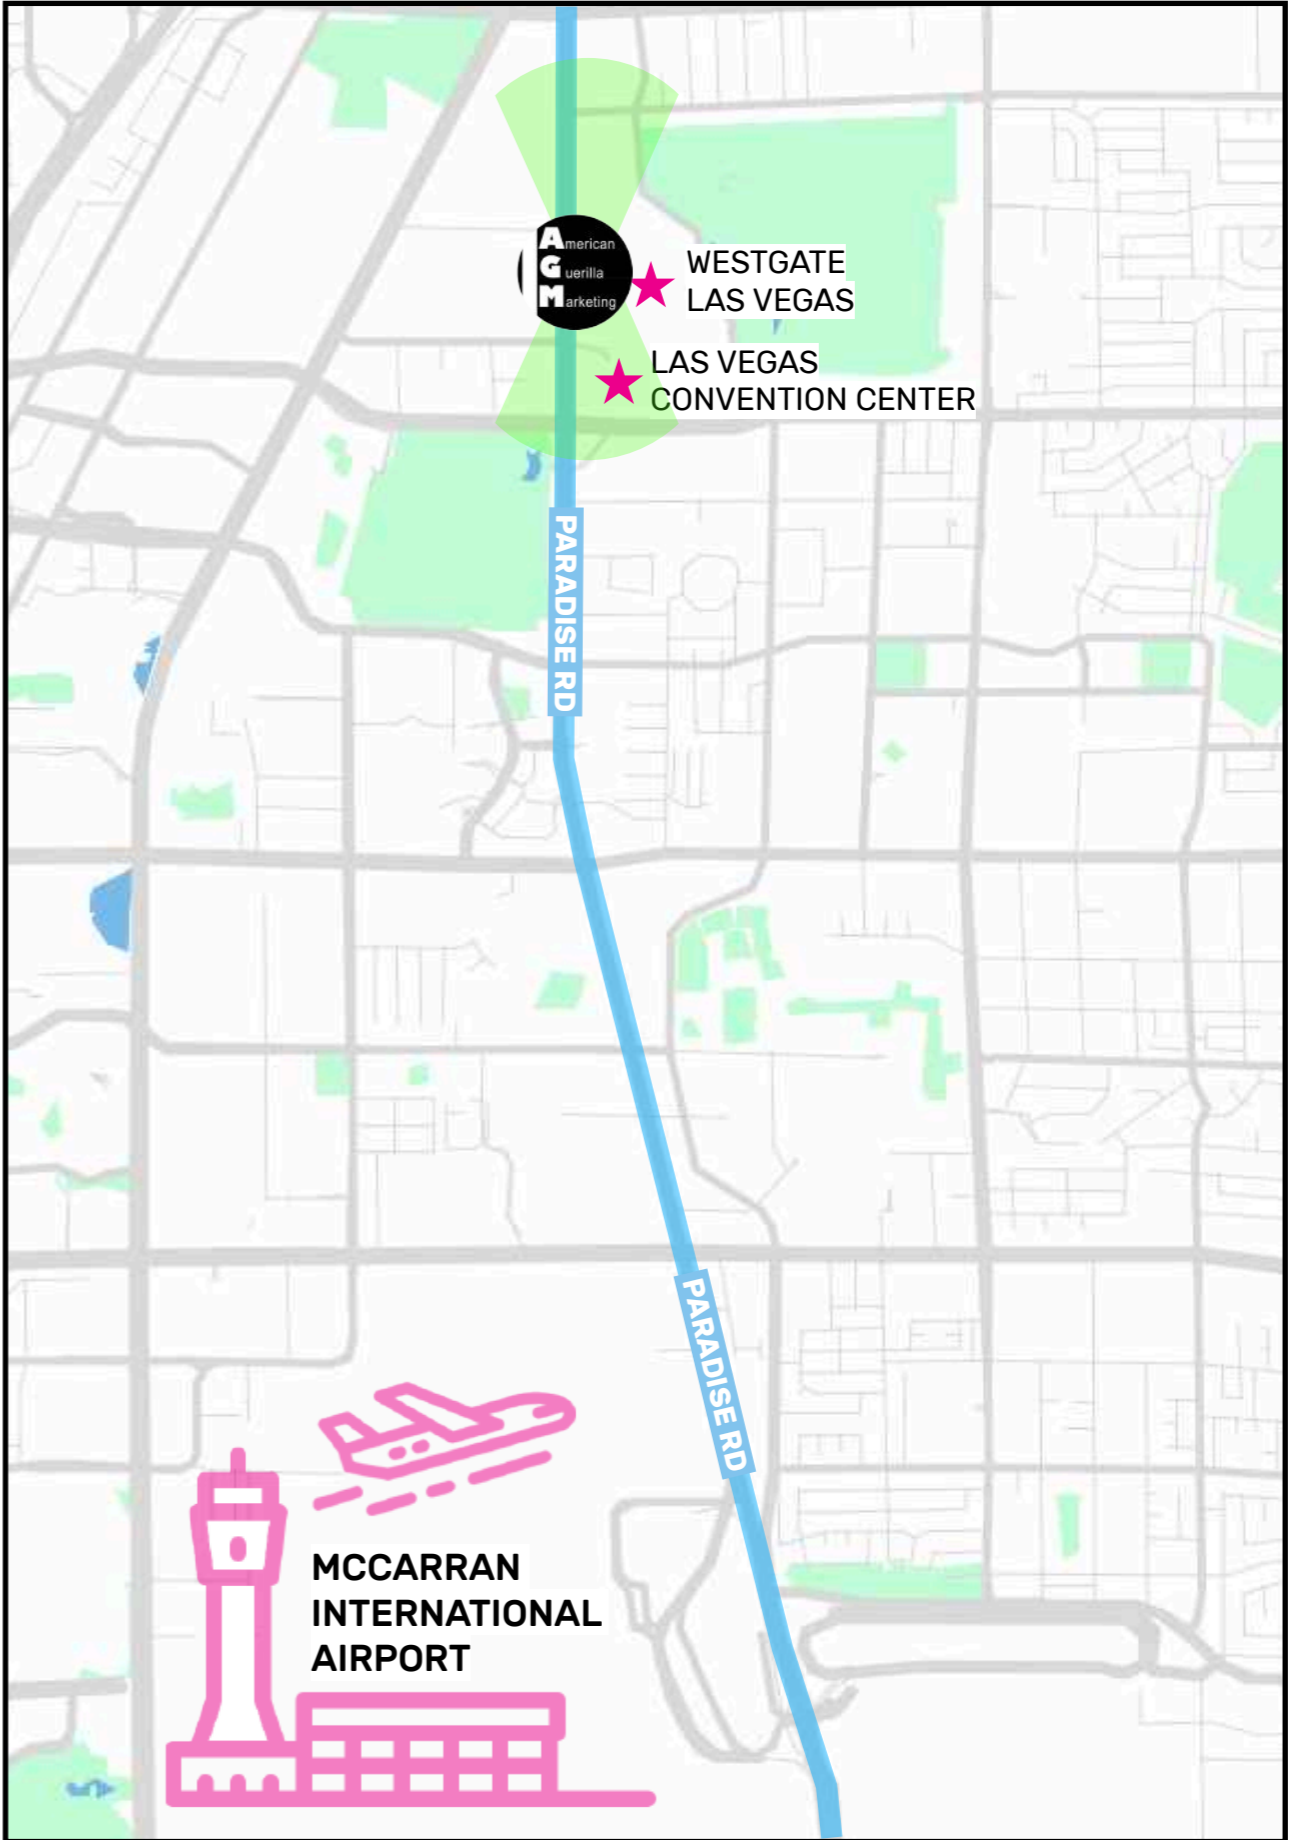 American
Guerilla
Marketing
WESTGATE
LAS VEGAS
LAS VEGAS
CONVENTION CENTER
PARADISE RD
PARADISE RD
MCCARRAN
INTERNATIONAL
AIRPORT